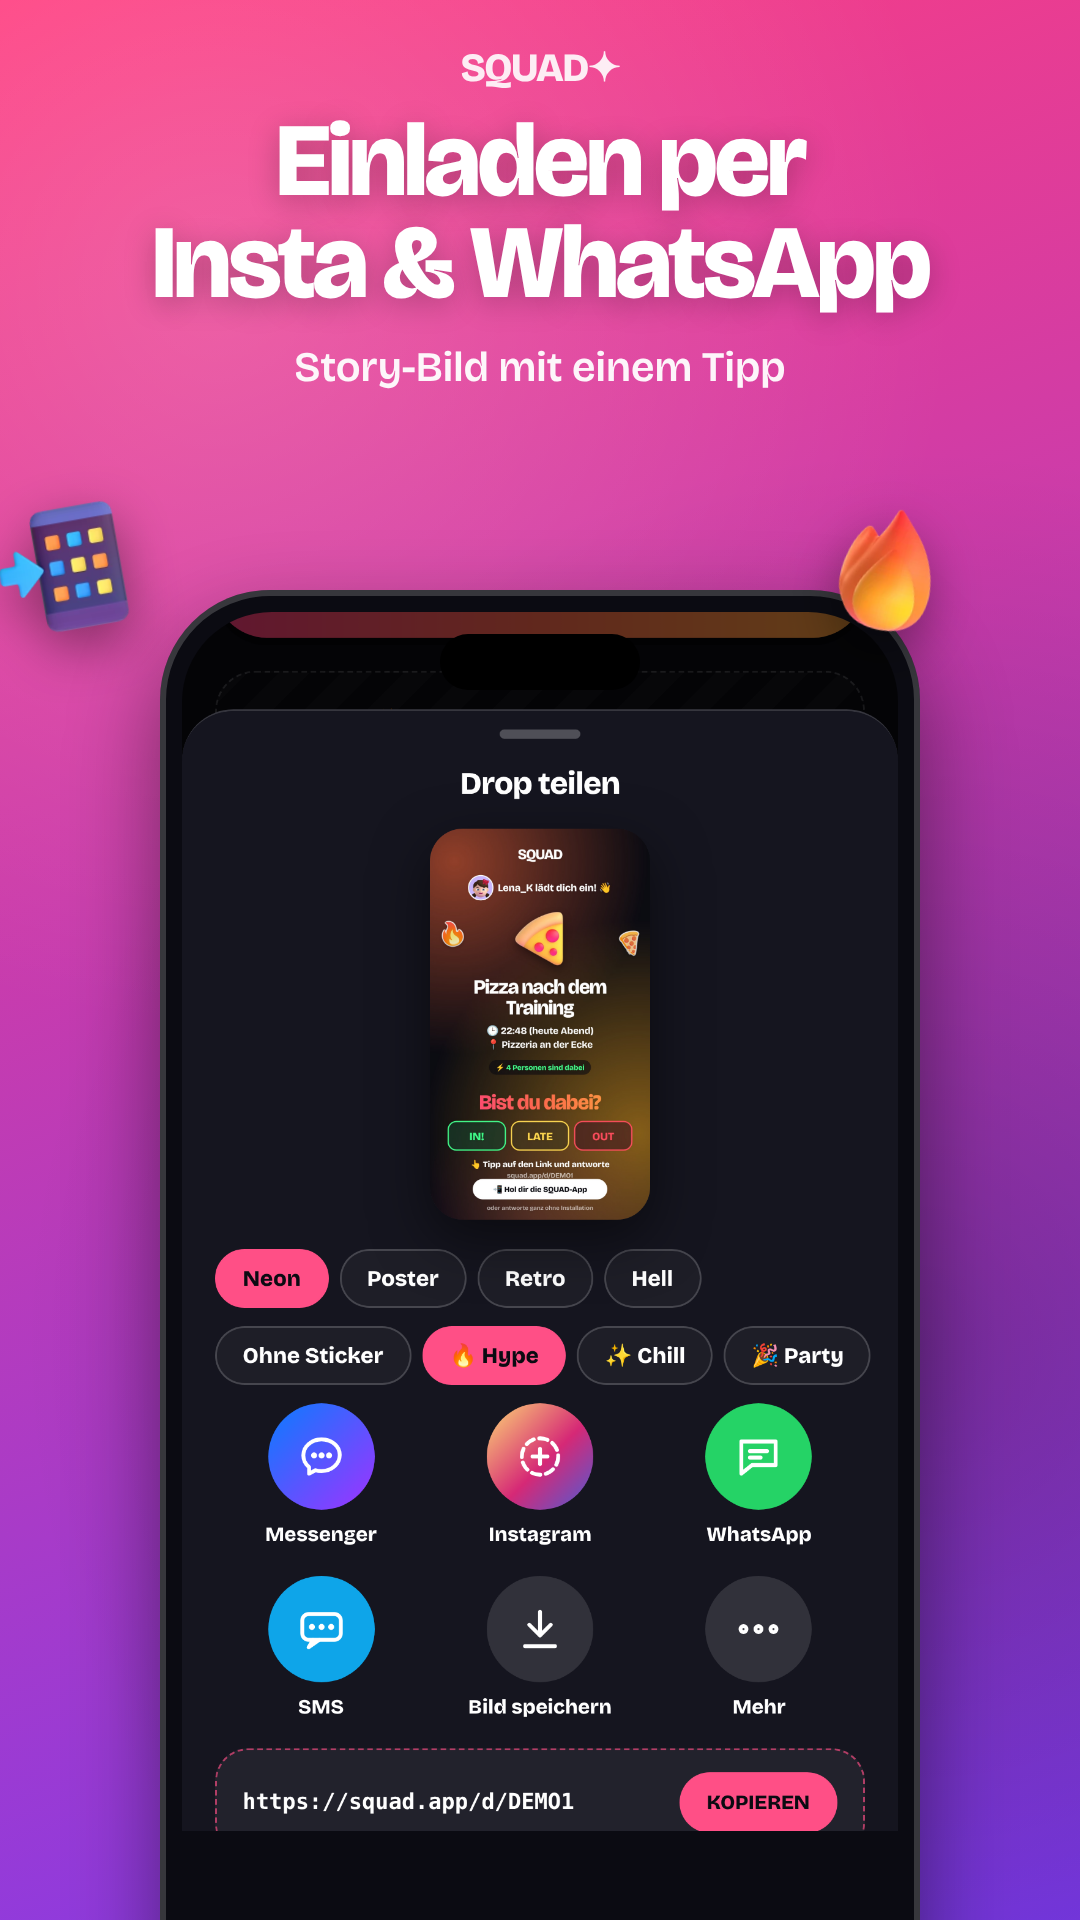 SQUAD
Einladen per
Insta & WhatsApp
Story-Bild mit einem Tipp
Drop teilen
SQUAD
Lena_K lädt dich ein! 👋
Pizza nach dem
Training
🕒 22:48 (heute Abend)
📍 Pizzeria an der Ecke
⚡ 4 Personen sind dabei
Bist du dabei?
IN! LATE OUT
👆 Tipp auf den Link und antworte
squad.app/d/DEMO1
📲 Hol dir die SQUAD-App
oder antworte ganz ohne Installation
Neon Poster Retro Hell
Ohne Sticker 🔥 Hype ✨ Chill 🎉 Party
Messenger Instagram WhatsApp
SMS Bild speichern Mehr
https://squad.app/d/DEMO1 KOPIEREN